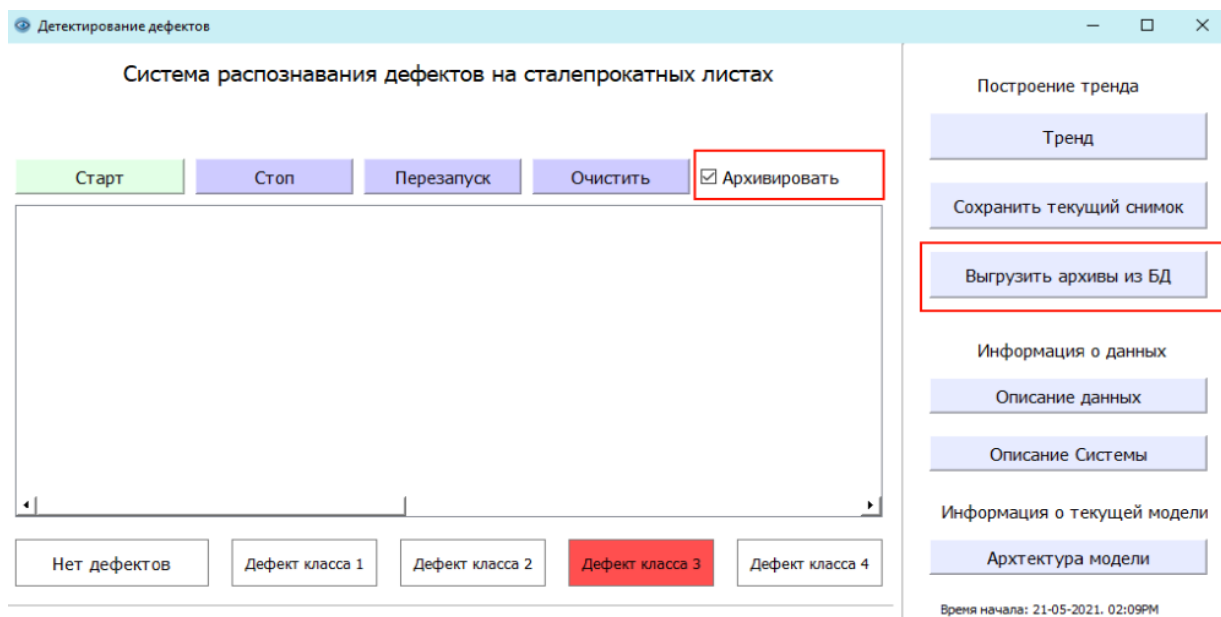 Детектирование дефектов
Система распознавания дефектов на сталепрокатных листах
Старт
Стоп
Перезапуск
Очистить
Архивировать
Нет дефектов
Дефект класса 1
Дефект класса 2
Дефект класса 3
Дефект класса 4
Построение тренда
Тренд
Сохранить текущий снимок
Выгрузить архивы из БД
Информация о данных
Описание данных
Описание Системы
Информация о текущей модели
Архтектура модели
Время начала: 21-05-2021. 02:09PM